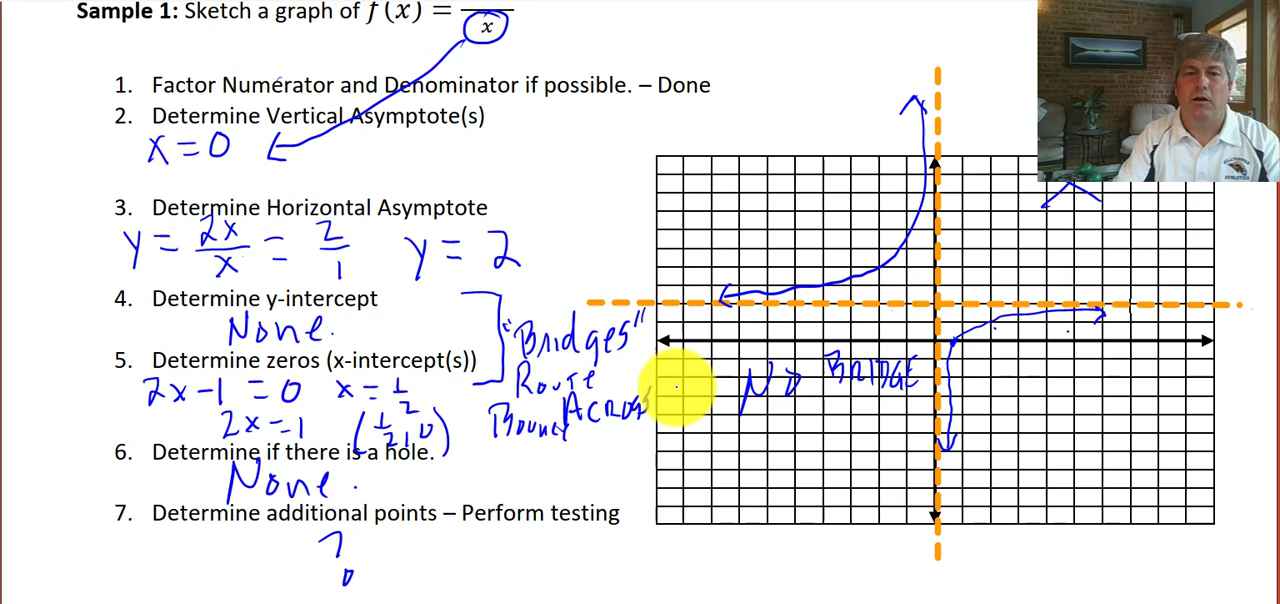 Sample 1: Sketch a graph of f(x) =
x
1. Factor Numerator and Denominator if possible. – Done
2. Determine Vertical Asymptote(s)
x = 0
3. Determine Horizontal Asymptote
y = 2x/x = 2/1 y = 2
4. Determine y-intercept
None.
"Bridges"
5. Determine zeros (x-intercept(s))
Route
2x - 1 = 0 x = 1/2
Across
2x = 1 (1/2, 0)
6. Determine if there is a hole.
None.
7. Determine additional points – Perform testing
?
NO BRIDGE
ATHLETICS